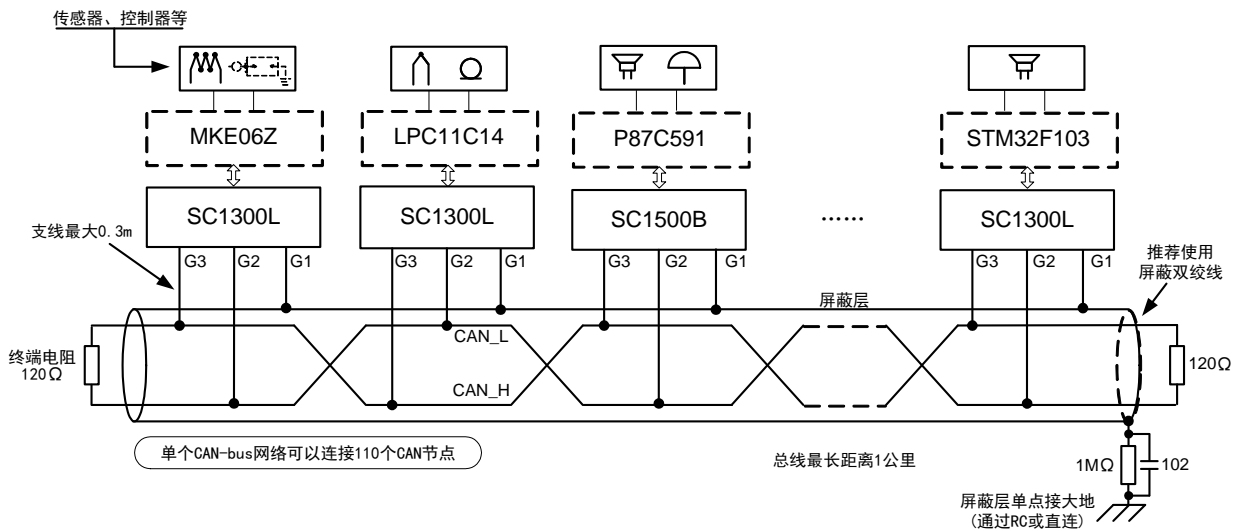 传感器、控制器等
MKE06Z
LPC11C14
P87C591
STM32F103
SC1300L
SC1300L
SC1500B
……
SC1300L
支线最大0.3m
G3 G2 G1
G3 G2 G1
G3 G2 G1
G3 G2 G1
推荐使用
屏蔽双绞线
屏蔽层
CAN_L
CAN_H
终端电阻
120Ω
120Ω
单个CAN-bus网络可以连接110个CAN节点
总线最长距离1公里
1MΩ
102
屏蔽层单点接大地
(通过RC或直连)